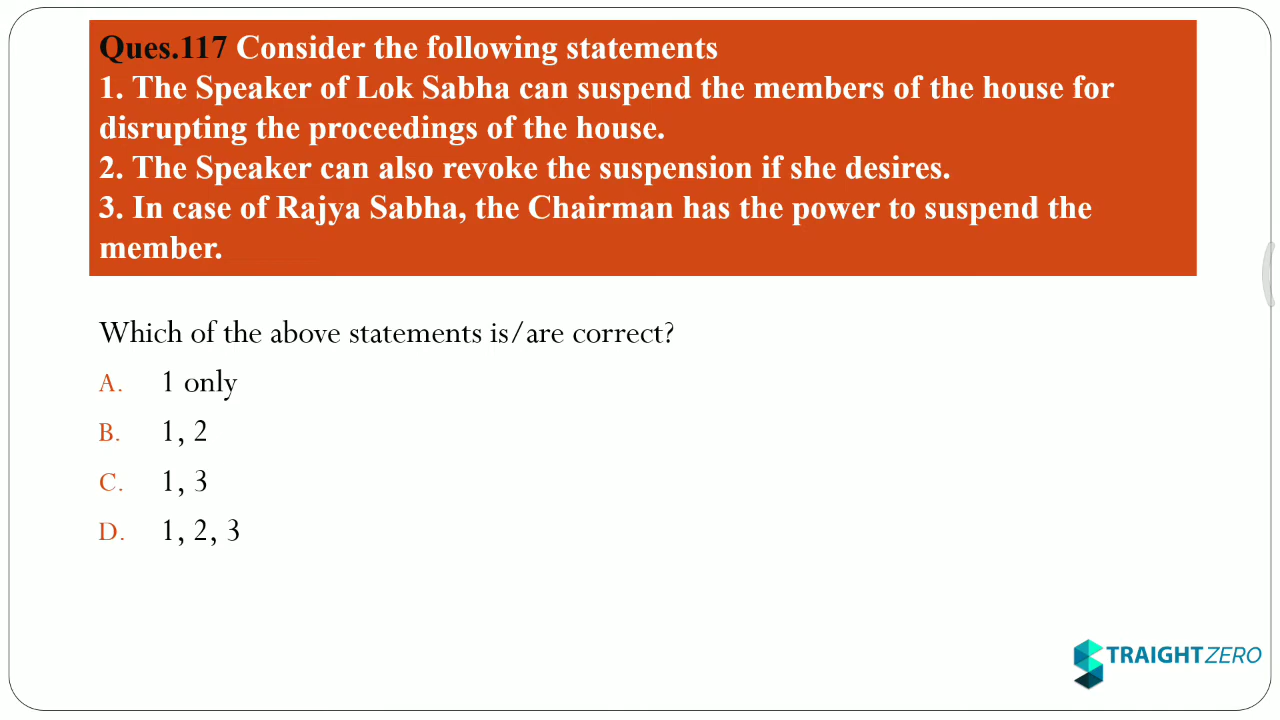 Ques.117 Consider the following statements
1. The Speaker of Lok Sabha can suspend the members of the house for
disrupting the proceedings of the house.
2. The Speaker can also revoke the suspension if she desires.
3. In case of Rajya Sabha, the Chairman has the power to suspend the
member.
Which of the above statements is/are correct?
A. 1 only
B. 1, 2
C. 1, 3
D. 1, 2, 3
STRAIGHTZERO